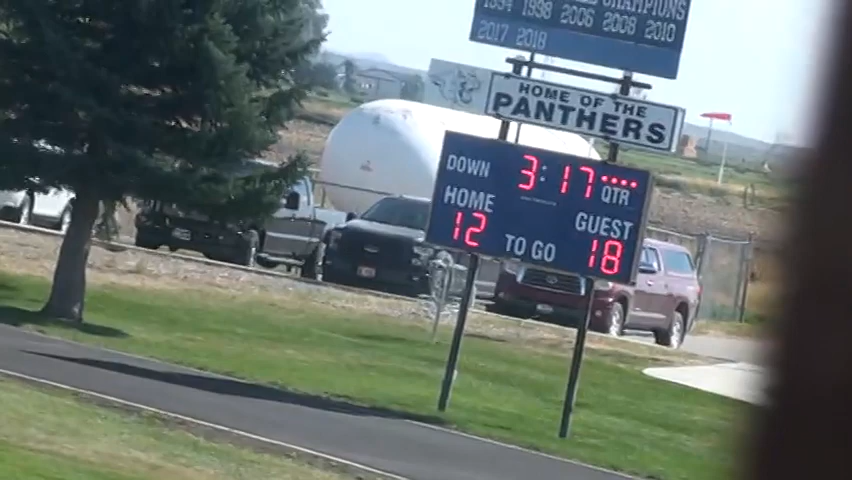 CHAMPIONS
1994 1998 2006 2008 2010
2017 2018
HOME OF THE
PANTHERS
DOWN 3:17 QTR
HOME GUEST
12 TO GO 18